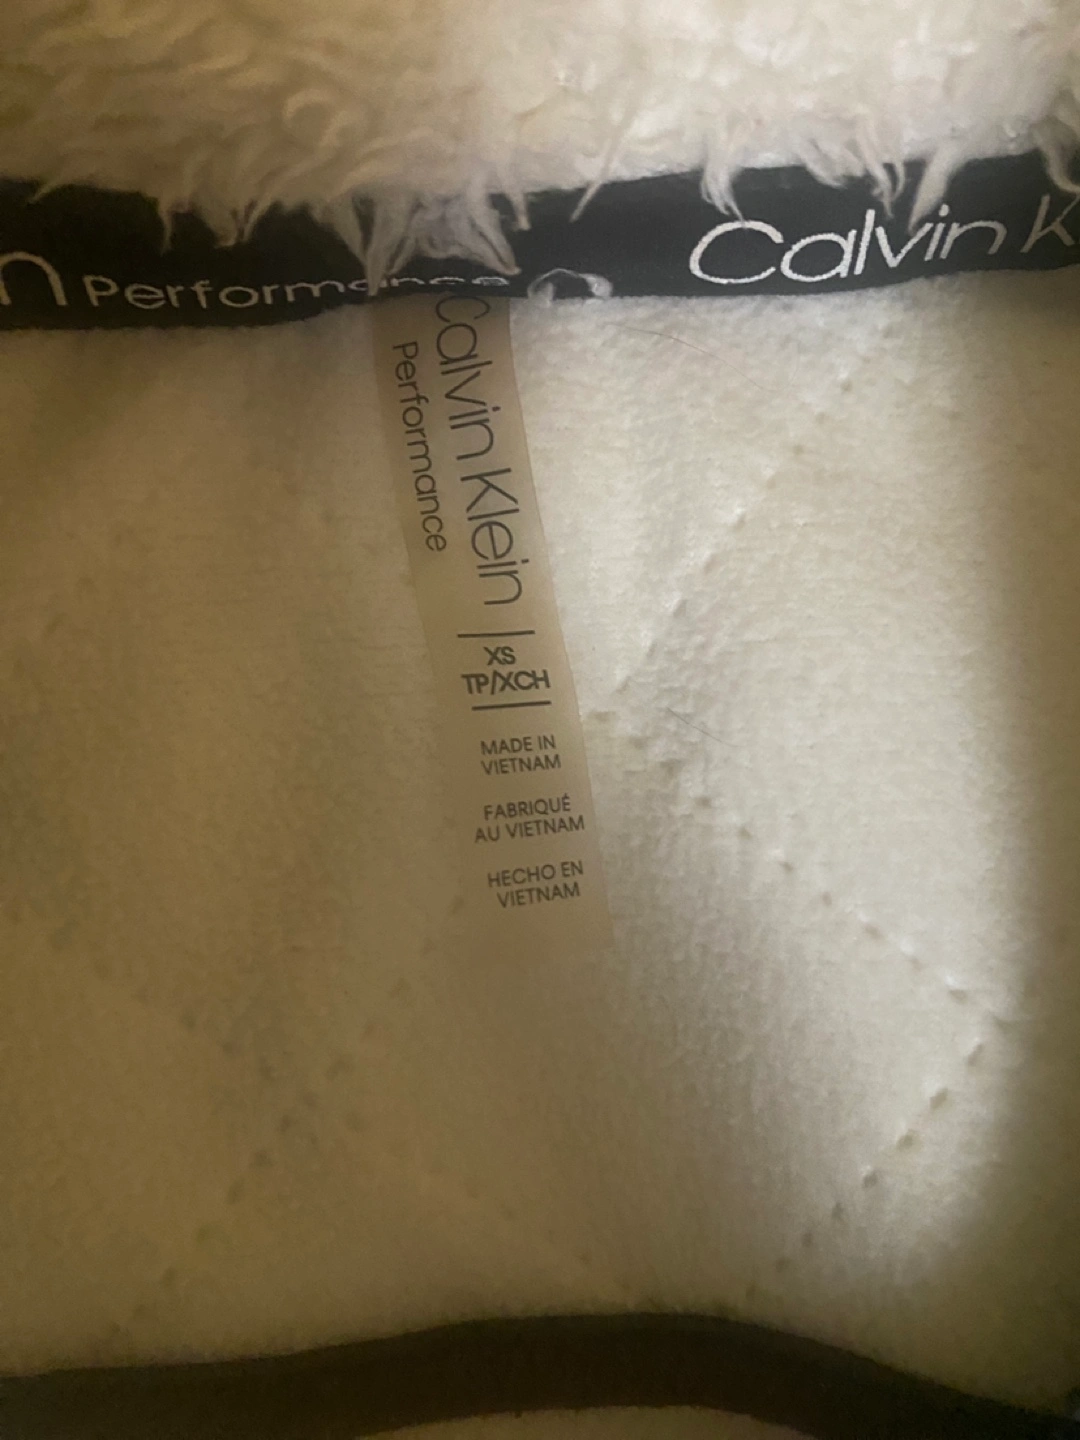 n Performance Calvin K
Calvin Klein
Performance
XS
TP/XCH
MADE IN
VIETNAM
FABRIQUÉ
AU VIETNAM
HECHO EN
VIETNAM